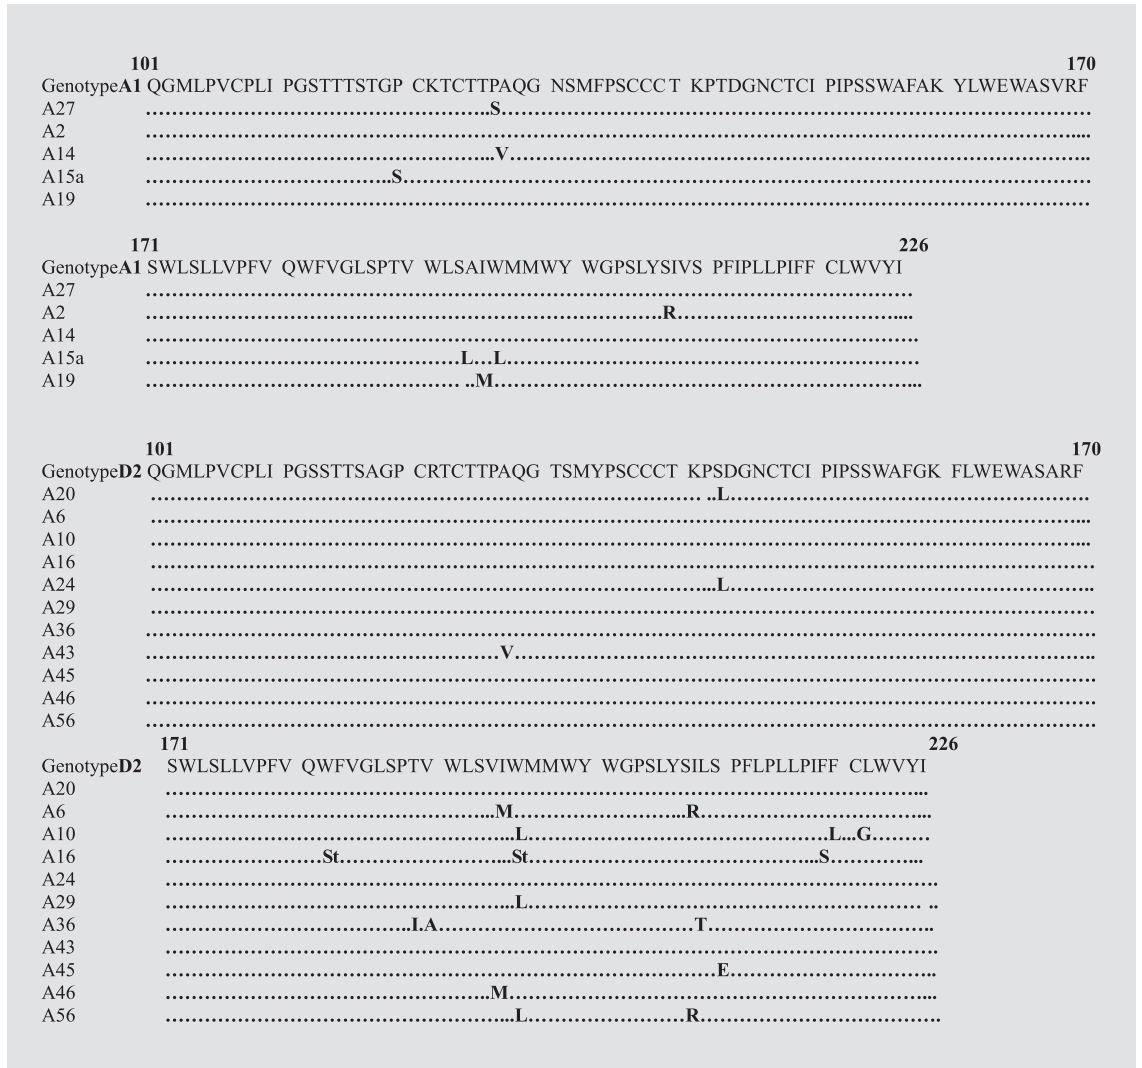 101 170
GenotypeA1 QGMLPVCPLI PGSTTTSTGP CKTCTTPAQG NSMFPSCCCT KPTDGNCTCI PIPSSWAFAK YLWEWASVRF
A27 ..................................S..................................................
A2 ......................................................................
A14 ...................................V..................................................
A15a .........................S............................................................
A19 ......................................................................
171 226
GenotypeA1 SWLSLLVPFV QWFVGLSPTV WLSAIWMMWY WGPSLYSIVS PFIPLLPIFF CLWVYI
A27 ........................................................
A2 .....................................R...................
A14 ........................................................
A15a .......................L...L..............................
A19 ....................... ..M...............................
101 170
GenotypeD2 QGMLPVCPLI PGSSTTSAGP CRTCTTPAQG TSMYPSCCCT KPSDGNCTCI PIPSSWAFGK FLWEWASARF
A20 .......................................... ..L..........................
A6 ......................................................................
A10 ......................................................................
A16 ......................................................................
A24 ...........................................L..........................
A29 ......................................................................
A36 ......................................................................
A43 ...........................V..........................................
A45 ......................................................................
A46 ......................................................................
A56 ......................................................................
171 226
GenotypeD2 SWLSLLVPFV QWFVGLSPTV WLSVIWMMWY WGPSLYSILS PFLPLLPIFF CLWVYI
A20 ........................................................
A6 ........................M............R..................
A10 .........................L......................L...G......
A16 ...........St.............St....................S........
A24 ........................................................
A29 .........................L............................ ..
A36 ..................I.A..................T................
A43 ........................................................
A45 ........................................E...............
A46 ........................M...............................
A56 .........................L...........R..................